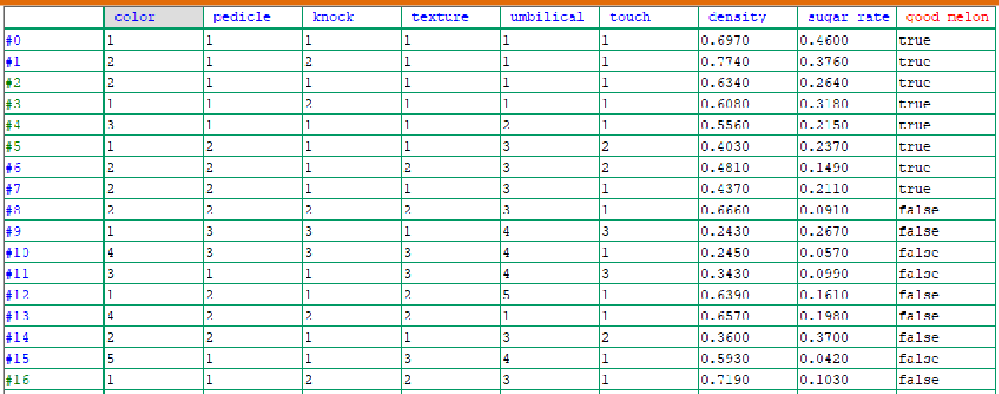 color pedicle knock texture umbilical touch density sugar rate good melon
#0 1 1 1 1 1 1 0.6970 0.4600 true
#1 2 1 2 1 1 1 0.7740 0.3760 true
#2 2 1 1 1 1 1 0.6340 0.2640 true
#3 1 1 2 1 1 1 0.6080 0.3180 true
#4 3 1 1 1 2 1 0.5560 0.2150 true
#5 1 2 1 1 3 2 0.4030 0.2370 true
#6 2 2 1 2 3 2 0.4810 0.1490 true
#7 2 2 1 1 3 1 0.4370 0.2110 true
#8 2 2 2 2 3 1 0.6660 0.0910 false
#9 1 3 3 1 4 3 0.2430 0.2670 false
#10 4 3 3 3 4 1 0.2450 0.0570 false
#11 3 1 1 3 4 3 0.3430 0.0990 false
#12 1 2 1 2 5 1 0.6390 0.1610 false
#13 4 2 2 2 1 1 0.6570 0.1980 false
#14 2 2 1 1 3 2 0.3600 0.3700 false
#15 5 1 1 3 4 1 0.5930 0.0420 false
#16 1 1 2 2 3 1 0.7190 0.1030 false